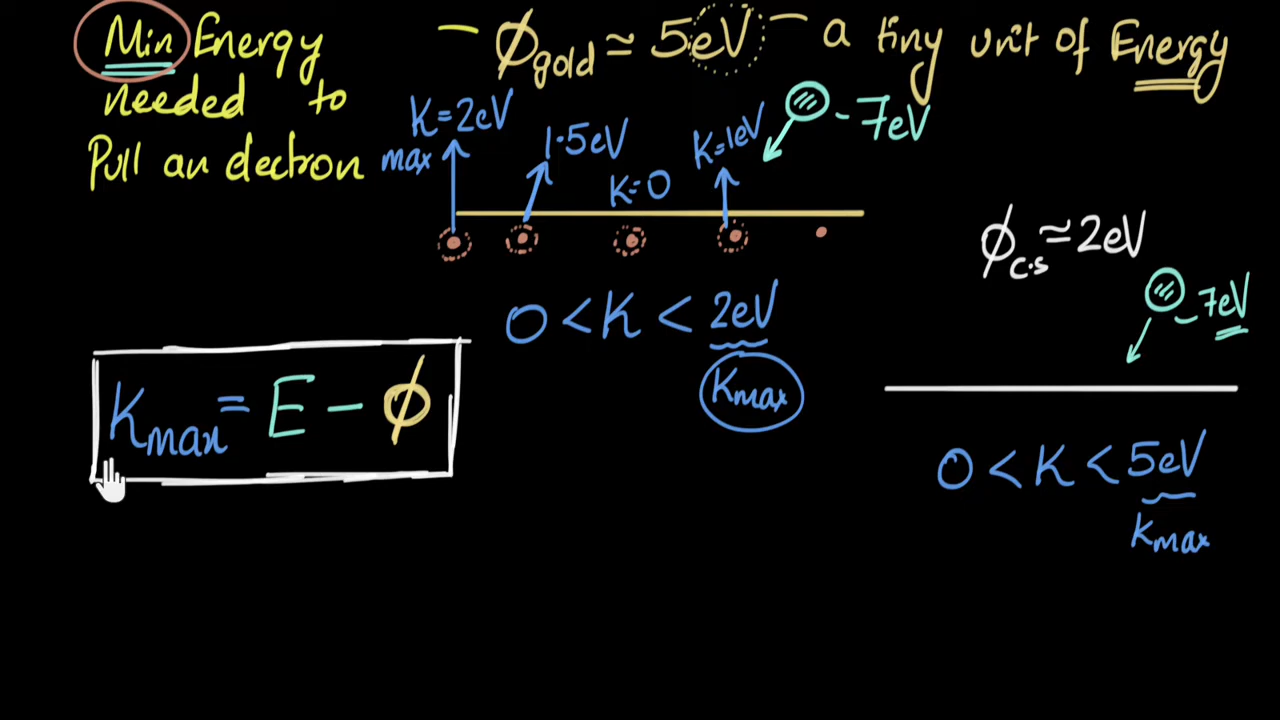 Min Energy
needed to
Pull an electron
– ϕgold ≃ 5eV – a tiny unit of Energy
K=2eV
max
1.5eV
K=0
K=1eV
-7eV
0 < K < 2eV
Kmax
ϕc.s ≃ 2eV
-7eV
0 < K < 5eV
Kmax
Kmax = E – ϕ